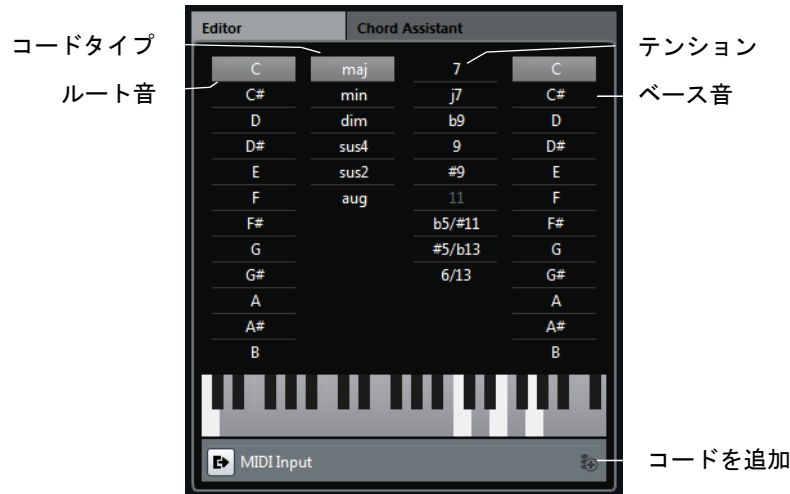 Editor Chord Assistant
コードタイプ テンション
C maj 7 C
ルート音 C# min j7 C# ベース音
D dim b9 D
D# sus4 9 D#
E sus2 #9 E
F aug 11 F
F# b5/#11 F#
G #5/b13 G
G# 6/13 G#
A A
A# A#
B B
MIDI Input コードを追加